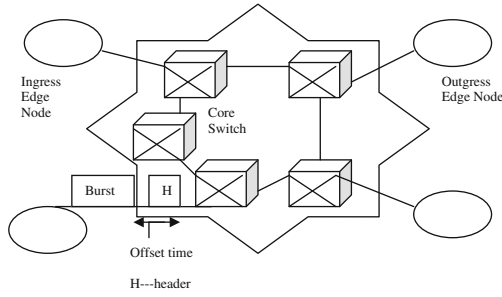 Ingress
Edge
Node
Core
Switch
Outgress
Edge Node
Burst
H
Offset time
H---header